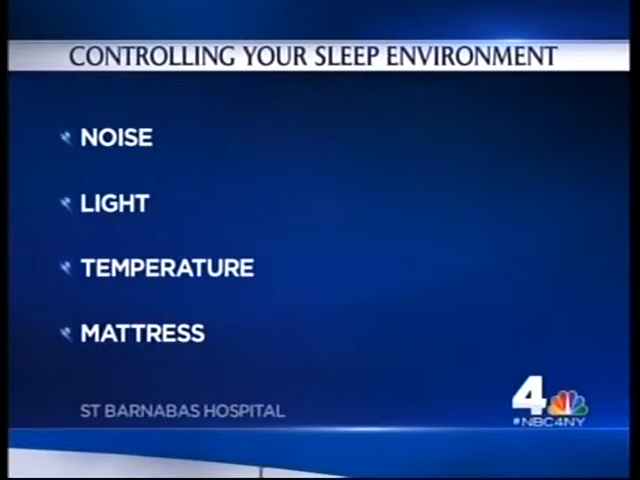 CONTROLLING YOUR SLEEP ENVIRONMENT
NOISE
LIGHT
TEMPERATURE
MATTRESS
ST BARNABAS HOSPITAL
4
#NBC4NY